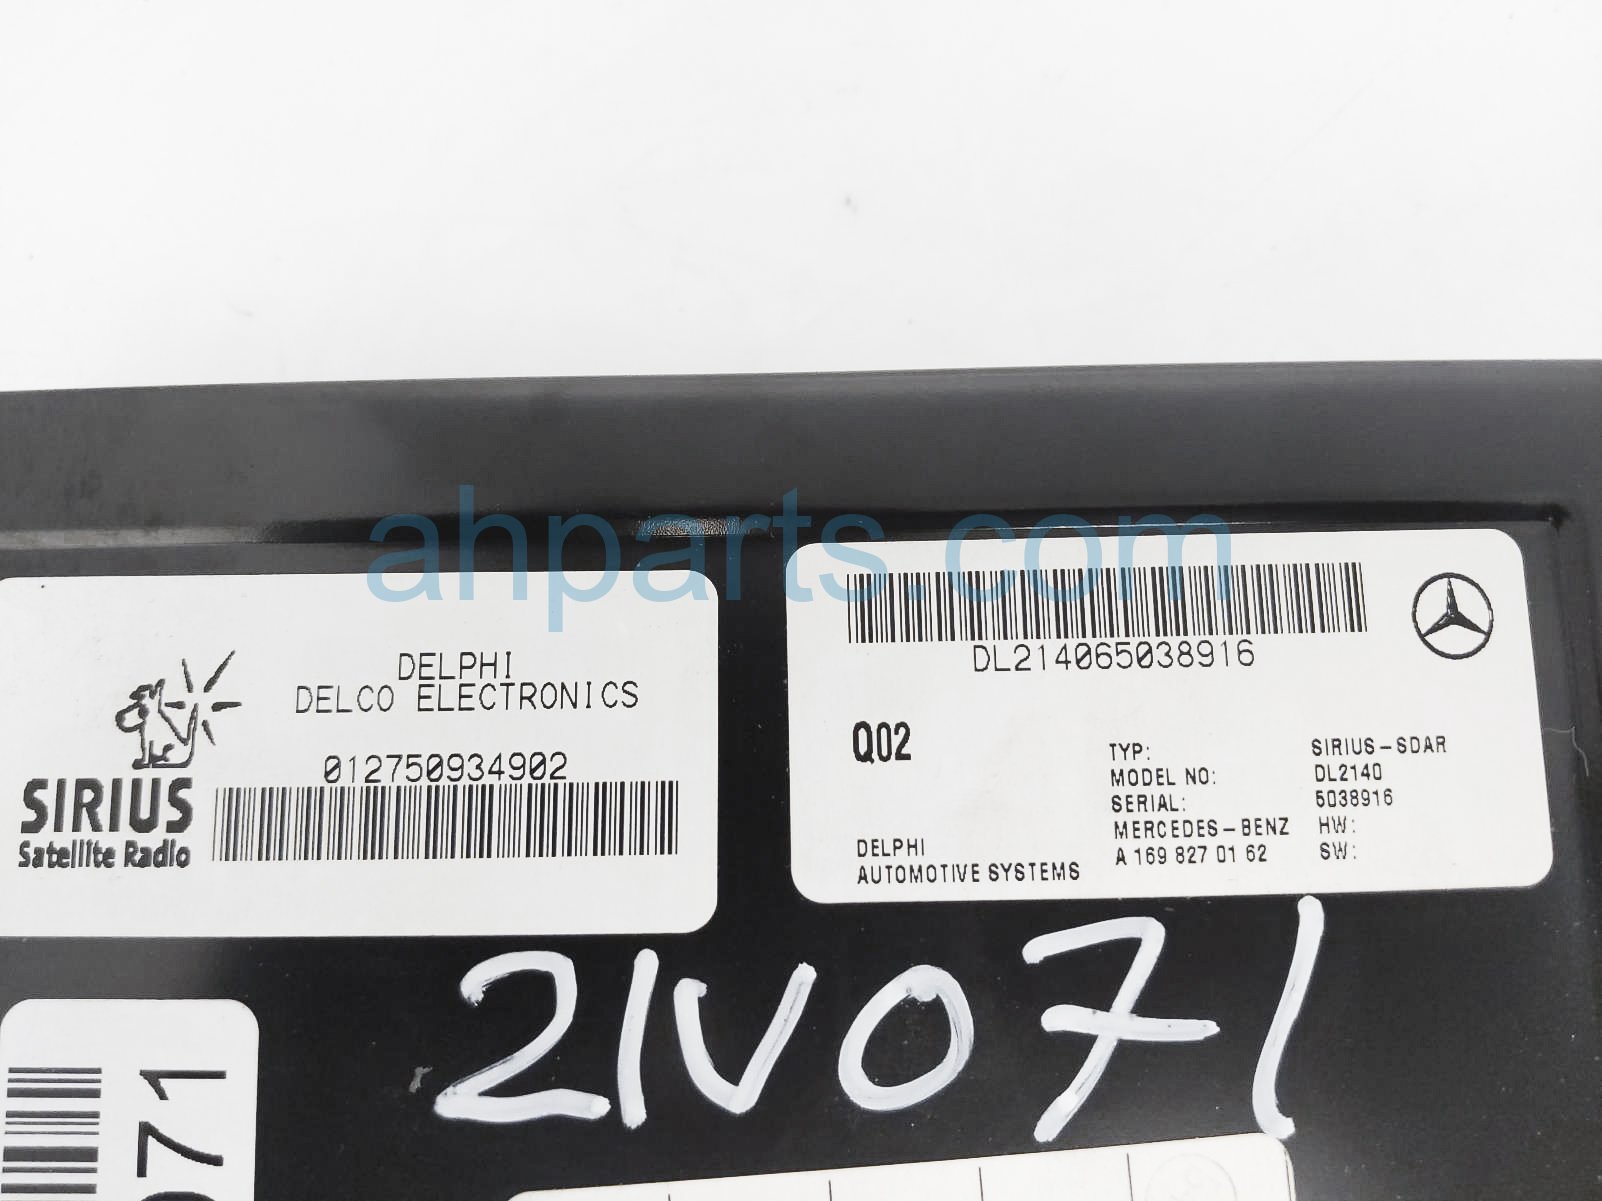 ahparts.com
DELPHI
DELCO ELECTRONICS
012750934902
SIRIUS
Satellite Radio
DL214065038916
Q02
TYP: SIRIUS-SDAR
MODEL NO: DL2140
SERIAL: 5038916
MERCEDES-BENZ HW:
A 169 827 01 62 SW:
DELPHI
AUTOMOTIVE SYSTEMS
21V071
071